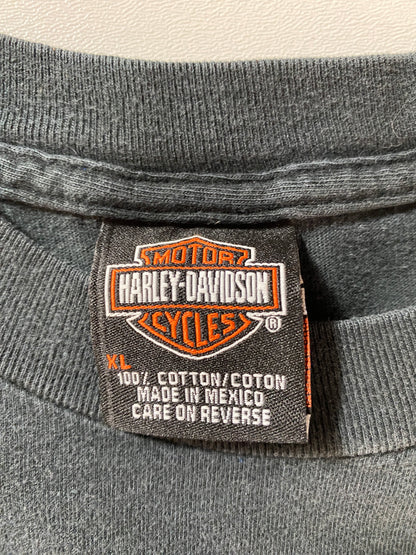 MOTOR
HARLEY-DAVIDSON
CYCLES ®
XL
100% COTTON/COTON
MADE IN MEXICO
CARE ON REVERSE